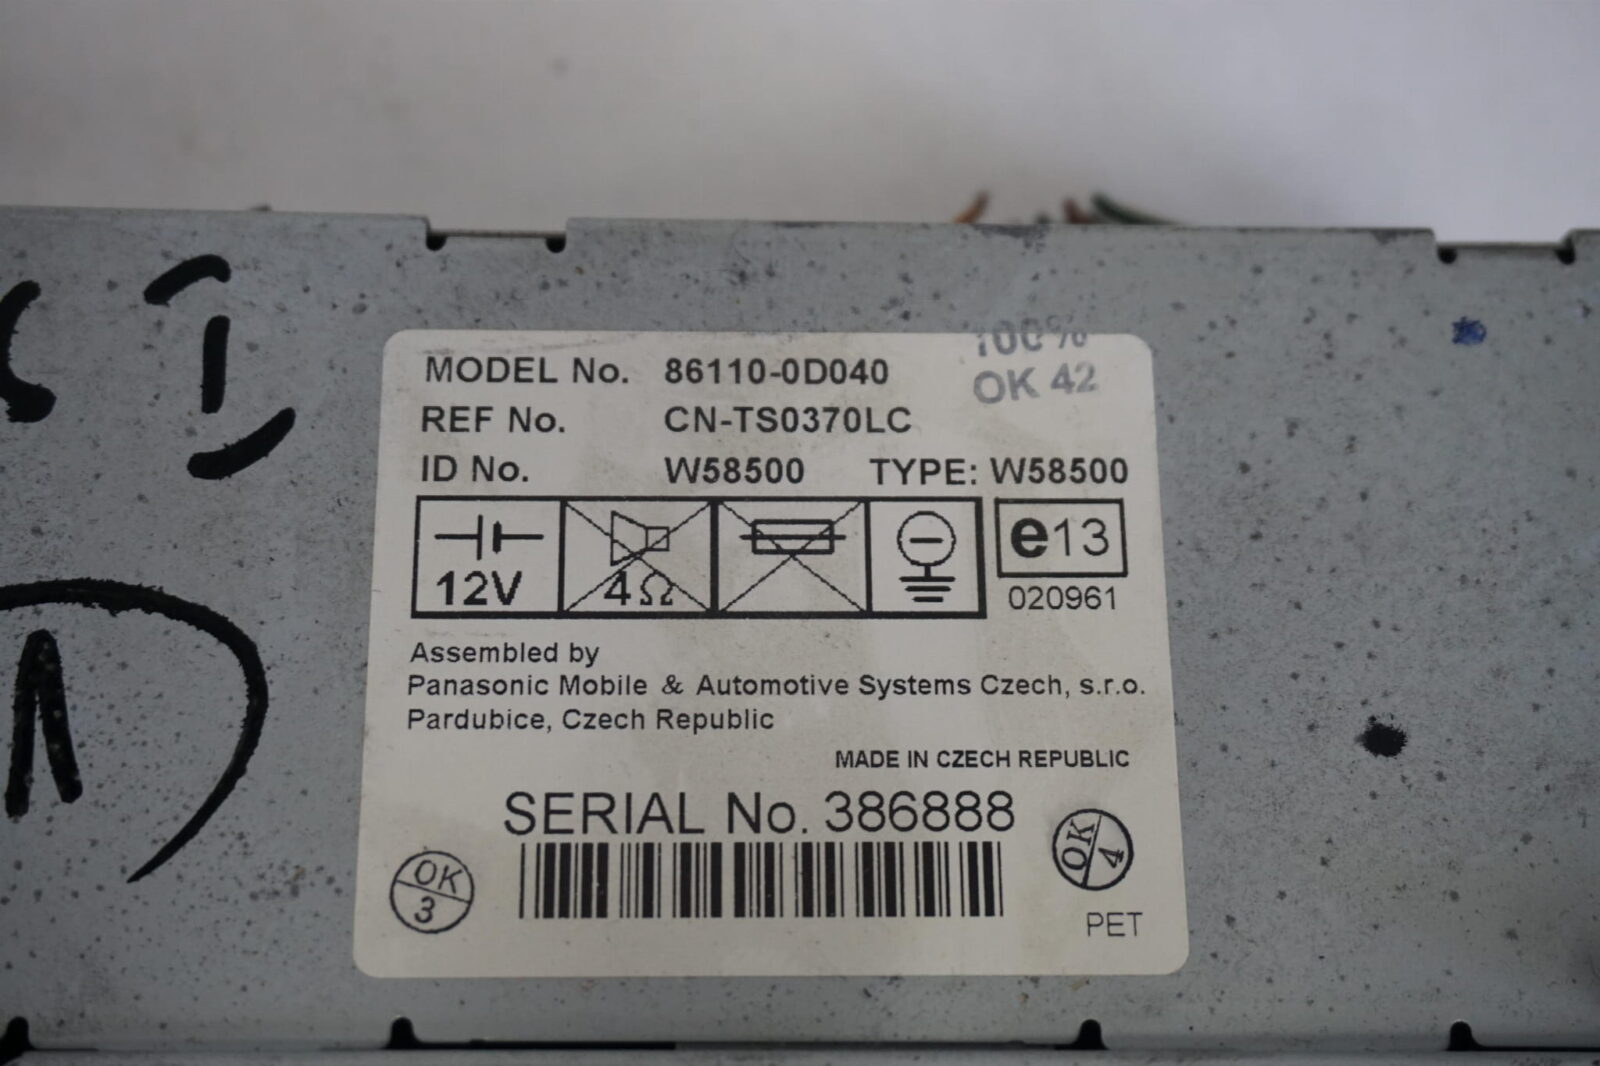 100%
OK 42
MODEL No. 86110-0D040
REF No. CN-TS0370LC
ID No. W58500 TYPE: W58500
12V
4Ω
e13
020961
Assembled by
Panasonic Mobile & Automotive Systems Czech, s.r.o.
Pardubice, Czech Republic
MADE IN CZECH REPUBLIC
SERIAL No. 386888
OK
3
OK
4
PET